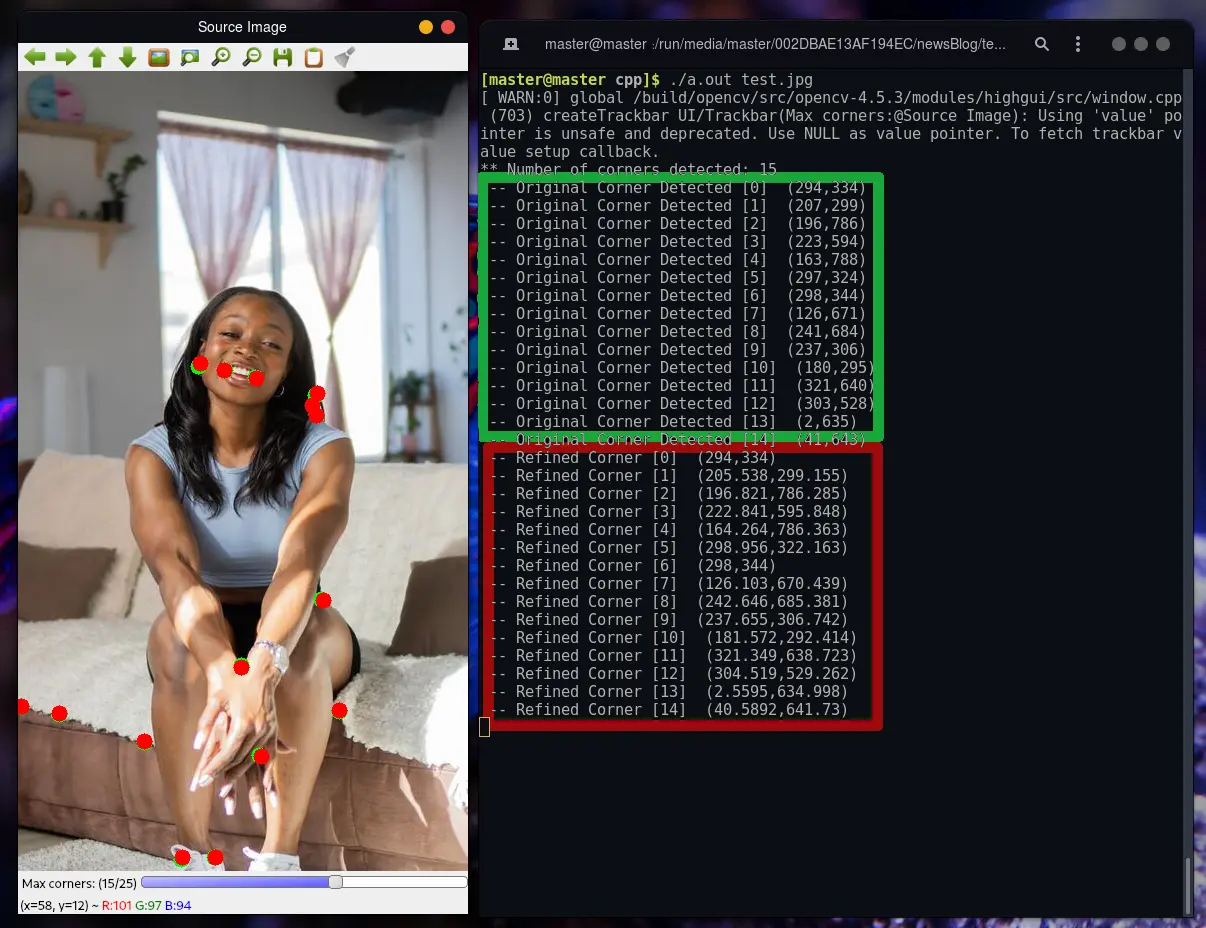 Source Image
Max corners: (15/25)
(x=58, y=12) ~ R:101 G:97 B:94
master@master :/run/media/master/002DBAE13AF194EC/newsBlog/te...
[master@master cpp]$ ./a.out test.jpg
[ WARN:0] global /build/opencv/src/opencv-4.5.3/modules/highgui/src/window.cpp
(703) createTrackbar UI/Trackbar(Max corners:@Source Image): Using 'value' po
inter is unsafe and deprecated. Use NULL as value pointer. To fetch trackbar v
alue setup callback.
** Number of corners detected: 15
-- Original Corner Detected [0]  (294,334)
-- Original Corner Detected [1]  (207,299)
-- Original Corner Detected [2]  (196,786)
-- Original Corner Detected [3]  (223,594)
-- Original Corner Detected [4]  (163,788)
-- Original Corner Detected [5]  (297,324)
-- Original Corner Detected [6]  (298,344)
-- Original Corner Detected [7]  (126,671)
-- Original Corner Detected [8]  (241,684)
-- Original Corner Detected [9]  (237,306)
-- Original Corner Detected [10]  (180,295)
-- Original Corner Detected [11]  (321,640)
-- Original Corner Detected [12]  (303,528)
-- Original Corner Detected [13]  (2,635)
-- Original Corner Detected [14]  (41,643)
-- Refined Corner [0]  (294,334)
-- Refined Corner [1]  (205.538,299.155)
-- Refined Corner [2]  (196.821,786.285)
-- Refined Corner [3]  (222.841,595.848)
-- Refined Corner [4]  (164.264,786.363)
-- Refined Corner [5]  (298.956,322.163)
-- Refined Corner [6]  (298,344)
-- Refined Corner [7]  (126.103,670.439)
-- Refined Corner [8]  (242.646,685.381)
-- Refined Corner [9]  (237.655,306.742)
-- Refined Corner [10]  (181.572,292.414)
-- Refined Corner [11]  (321.349,638.723)
-- Refined Corner [12]  (304.519,529.262)
-- Refined Corner [13]  (2.5595,634.998)
-- Refined Corner [14]  (40.5892,641.73)